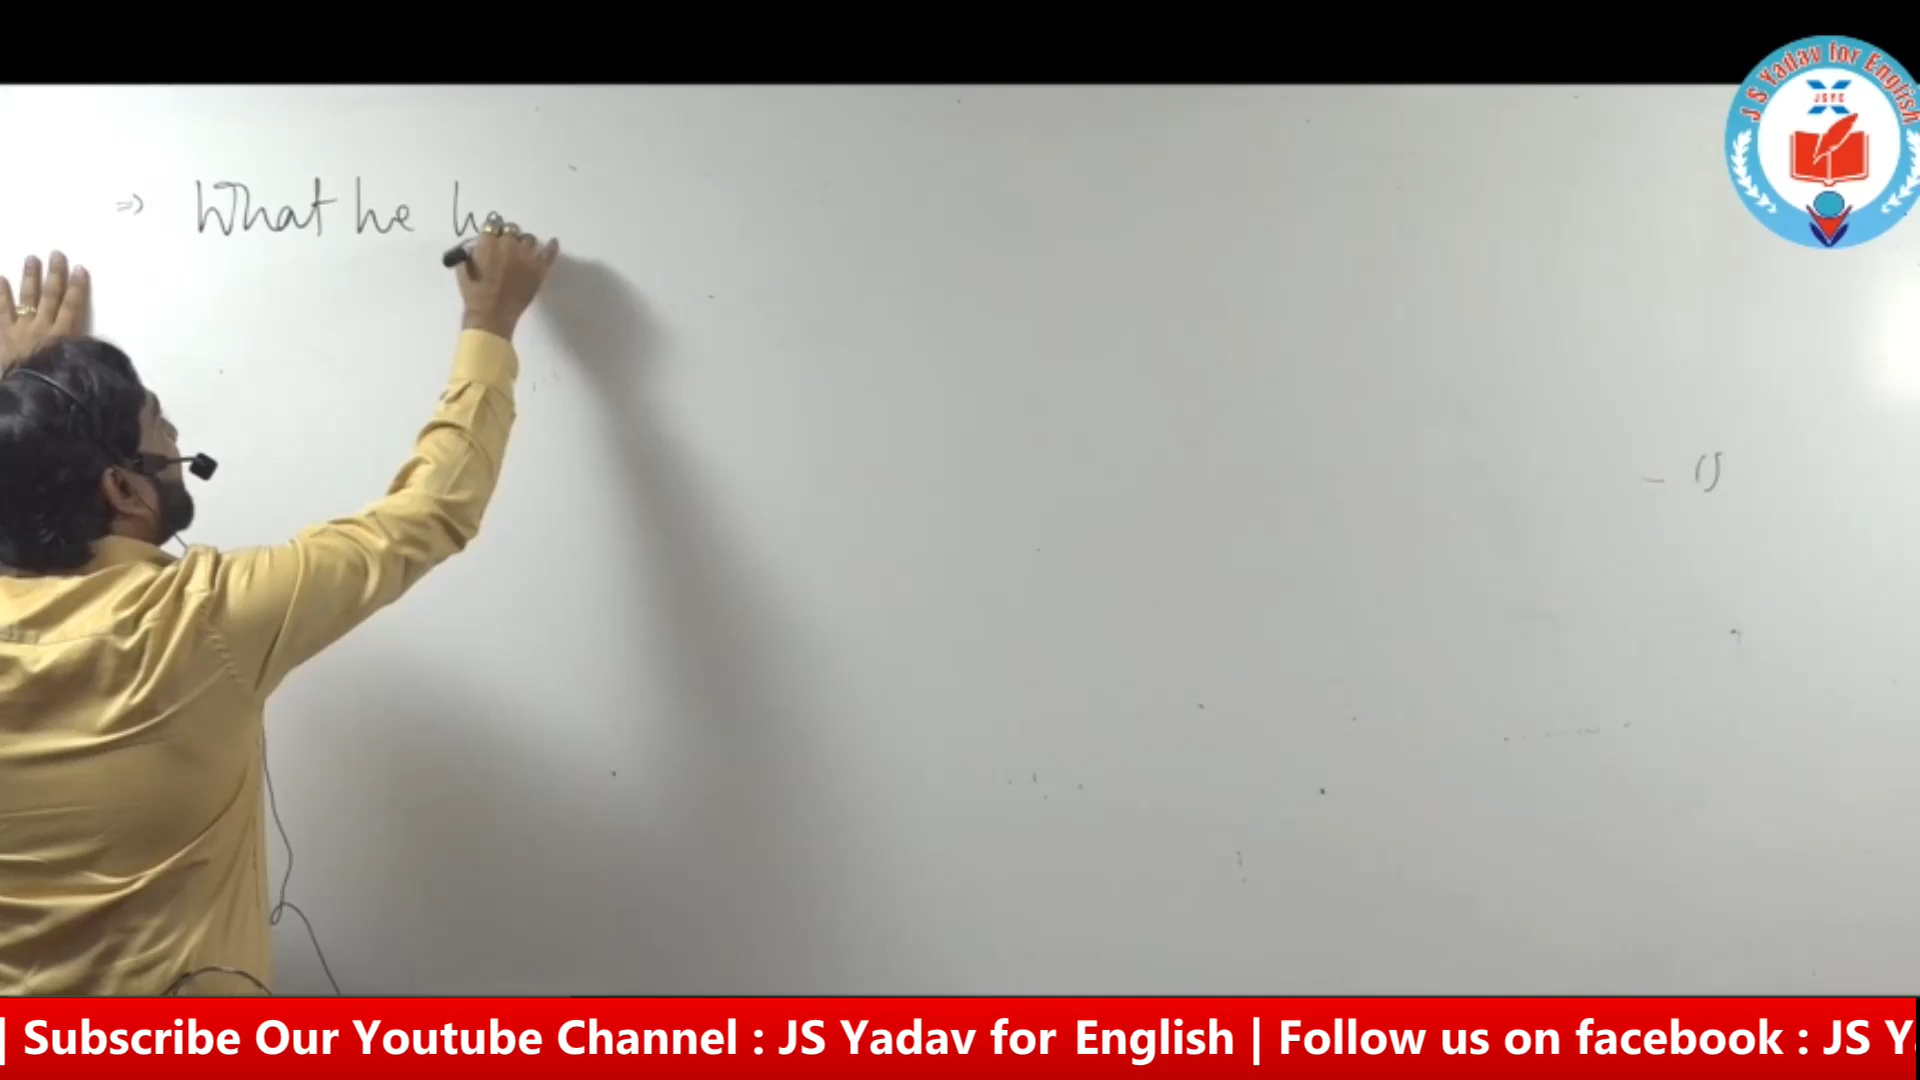 J S Yadav for English
JSYE
⇒ What he ha
| Subscribe Our Youtube Channel : JS Yadav for English | Follow us on facebook : JS Y